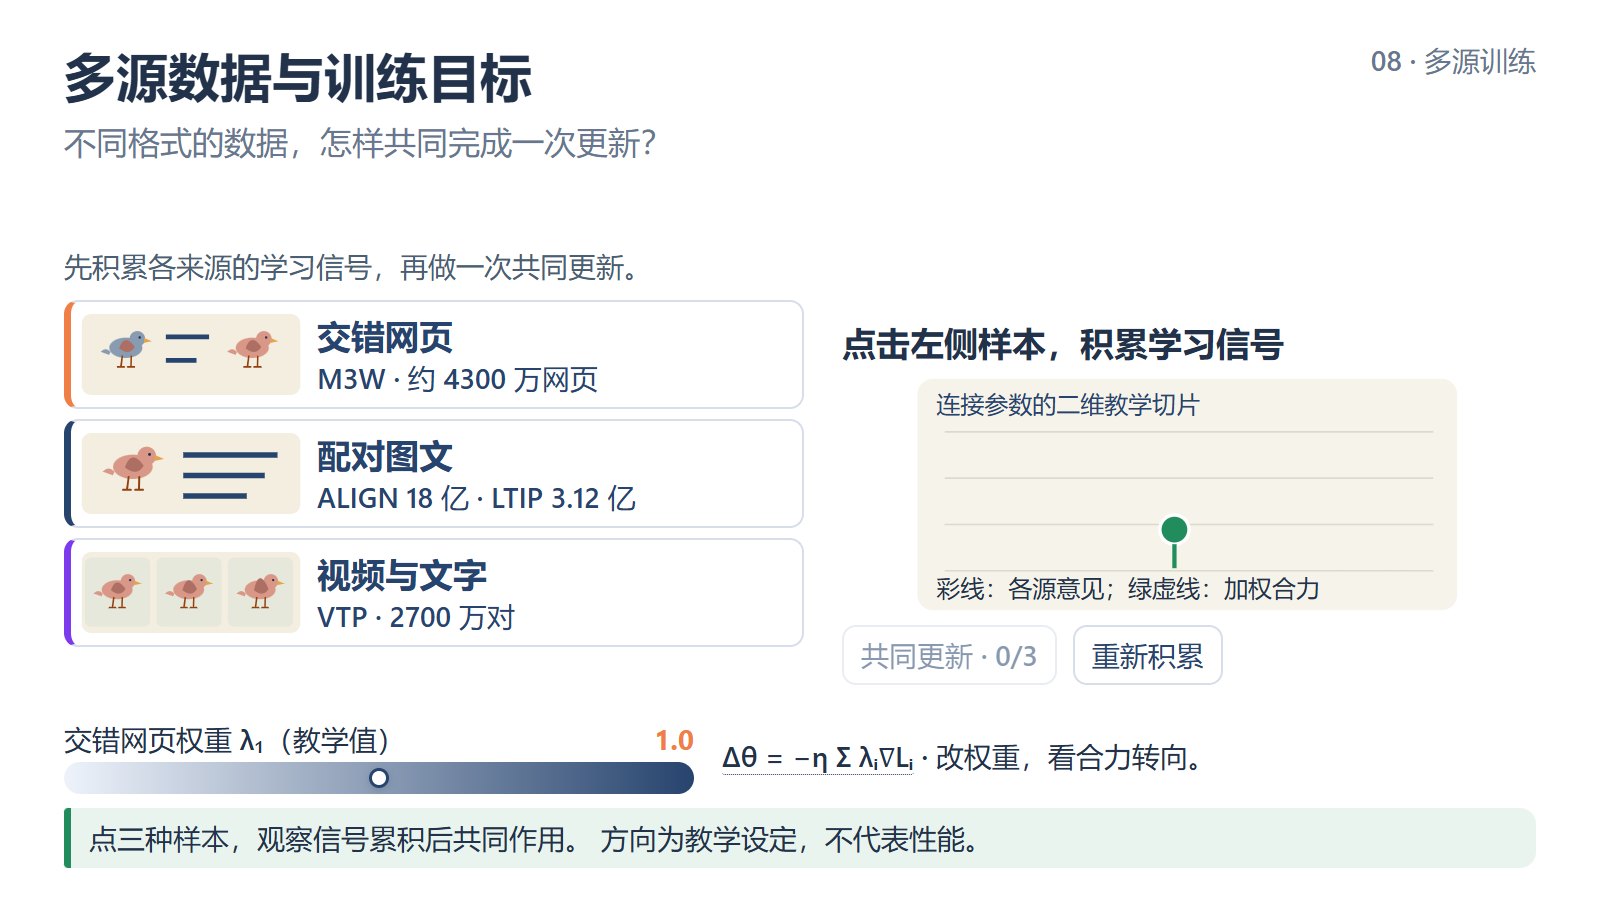 多源数据与训练目标
08 · 多源训练
不同格式的数据，怎样共同完成一次更新？
先积累各来源的学习信号，再做一次共同更新。
交错网页
M3W · 约 4300 万网页
配对图文
ALIGN 18 亿 · LTIP 3.12 亿
视频与文字
VTP · 2700 万对
点击左侧样本，积累学习信号
连接参数的二维教学切片
彩线：各源意见；绿虚线：加权合力
共同更新 · 0/3
重新积累
交错网页权重 λ₁（教学值）
1.0
Δθ = −η Σ λᵢ∇Lᵢ · 改权重，看合力转向。
点三种样本，观察信号累积后共同作用。 方向为教学设定，不代表性能。